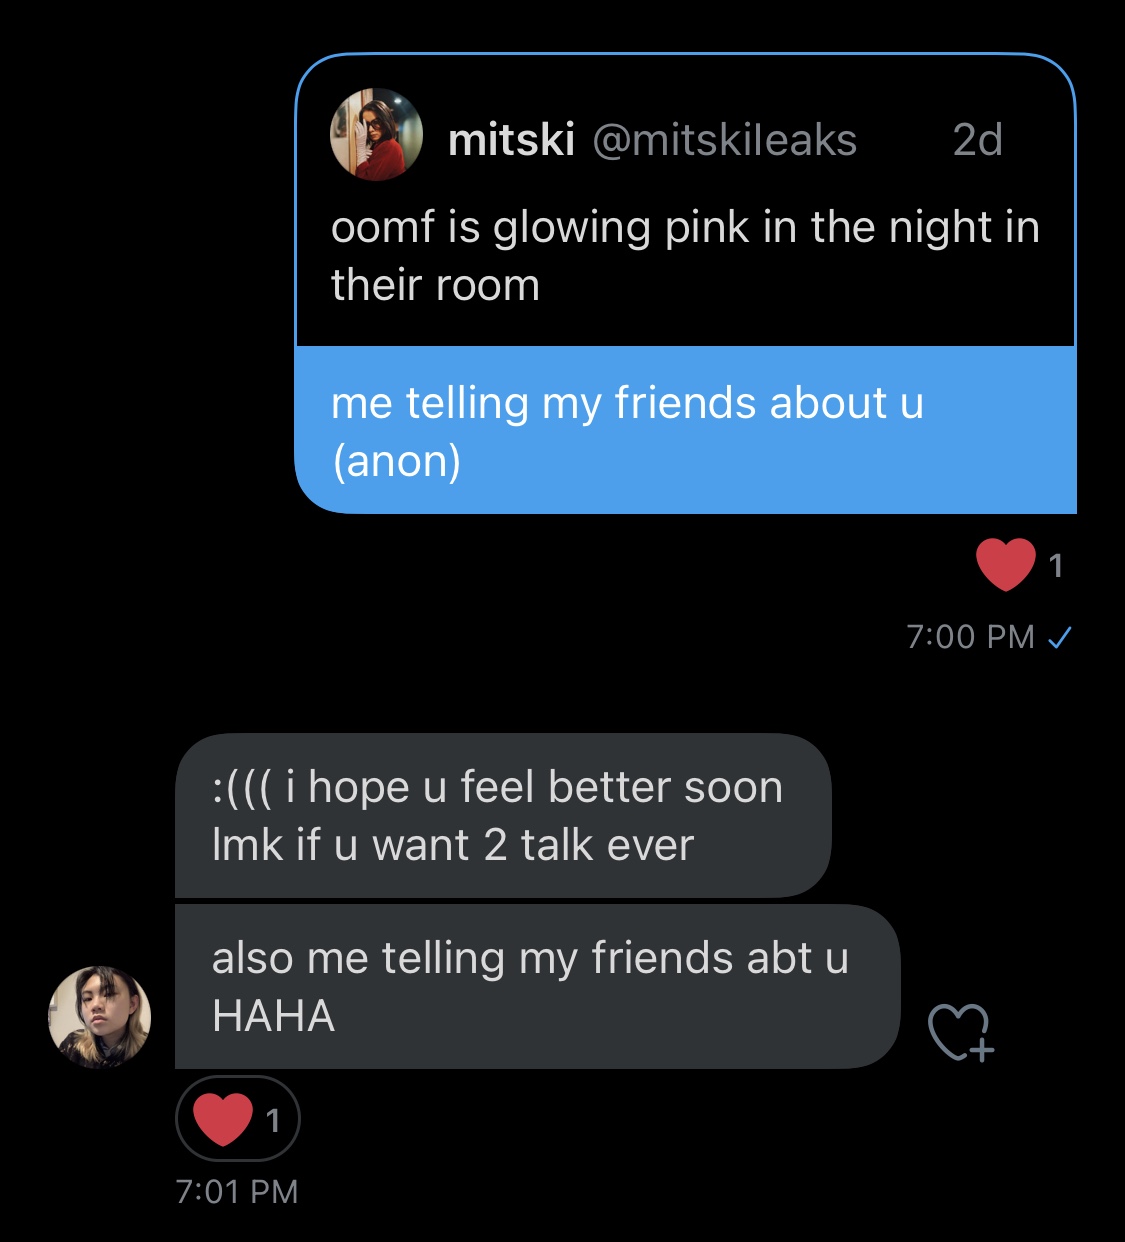 mitski @mitskileaks 2d
oomf is glowing pink in the night in
their room
me telling my friends about u
(anon)
1
7:00 PM
:((( i hope u feel better soon
lmk if u want 2 talk ever
also me telling my friends abt u
HAHA
1
7:01 PM